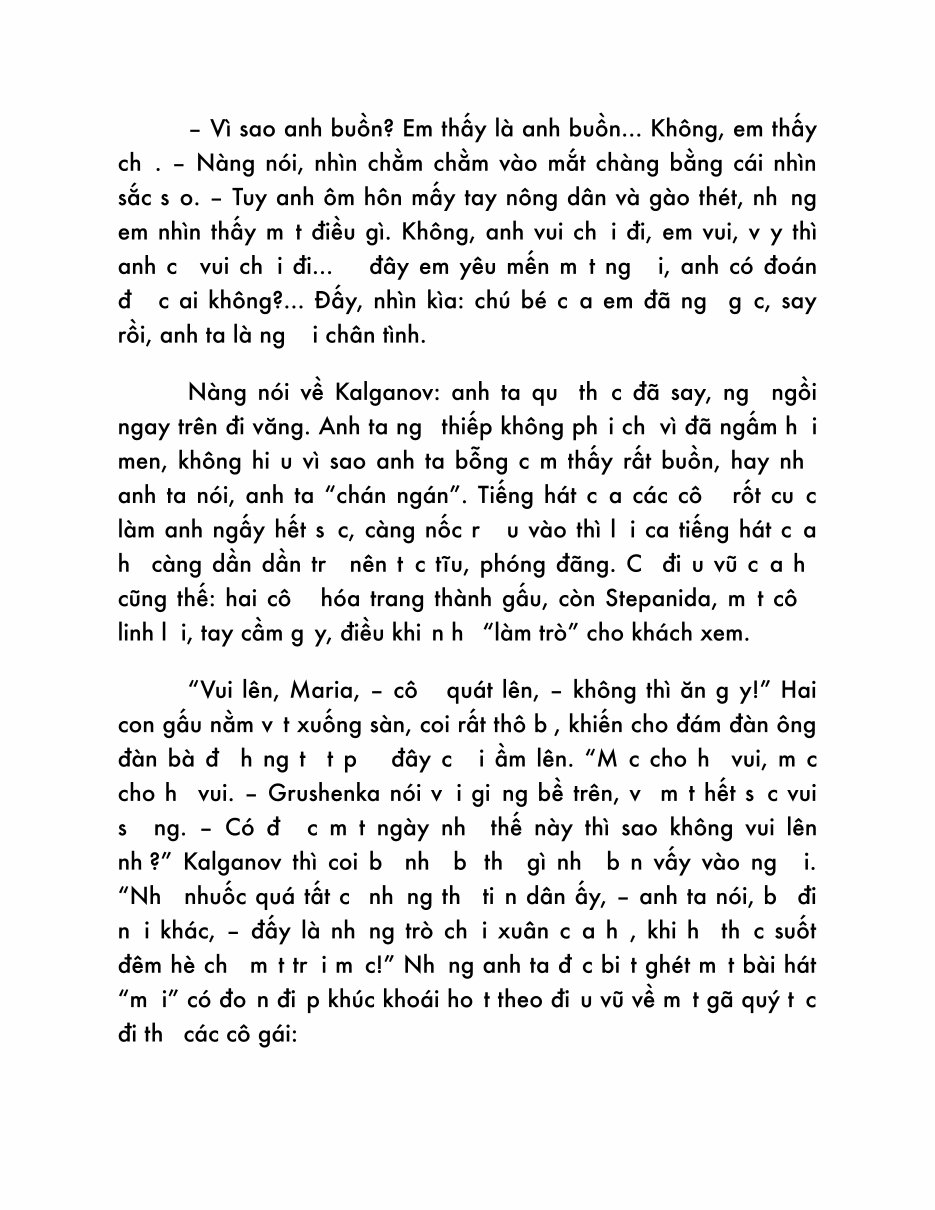 – Vì sao anh buồn? Em thấy là anh buồn... Không, em thấy
ch . – Nàng nói, nhìn chằm chằm vào mắt chàng bằng cái nhìn
sắc s o. – Tuy anh ôm hôn mấy tay nông dân và gào thét, nh ng
em nhìn thấy m t điều gì. Không, anh vui ch i đi, em vui, v y thì
anh c vui ch i đi... đây em yêu mến m t ng i, anh có đoán
đ c ai không?... Đấy, nhìn kìa: chú bé c a em đã ng g c, say
rồi, anh ta là ng i chân tình.
Nàng nói về Kalganov: anh ta qu th c đã say, ng ngồi
ngay trên đi văng. Anh ta ng thiếp không ph i ch vì đã ngấm h i
men, không hi u vì sao anh ta bỗng c m thấy rất buồn, hay nh
anh ta nói, anh ta “chán ngán”. Tiếng hát c a các cô rốt cu c
làm anh ngấy hết s c, càng nốc r u vào thì l i ca tiếng hát c a
h càng dần dần tr nên t c tĩu, phóng đãng. C đi u vũ c a h
cũng thế: hai cô hóa trang thành gấu, còn Stepanida, m t cô
linh l i, tay cầm g y, điều khi n h “làm trò” cho khách xem.
“Vui lên, Maria, – cô quát lên, – không thì ăn g y!” Hai
con gấu nằm v t xuống sàn, coi rất thô b , khiến cho đám đàn ông
đàn bà đ h ng t t p đây c i ầm lên. “M c cho h vui, m c
cho h vui. – Grushenka nói v i gi ng bề trên, v m t hết s c vui
s ng. – Có đ c m t ngày nh thế này thì sao không vui lên
nh ?” Kalganov thì coi b nh b th gì nh b n vấy vào ng i.
“Nh nhuốc quá tất c nh ng th ti n dân ấy, – anh ta nói, b đi
n i khác, – đấy là nh ng trò ch i xuân c a h , khi h th c suốt
đêm hè ch m t tr i m c!” Nh ng anh ta đ c bi t ghét m t bài hát
“m i” có đo n đi p khúc khoái ho t theo đi u vũ về m t gã quý t c
đi th các cô gái: